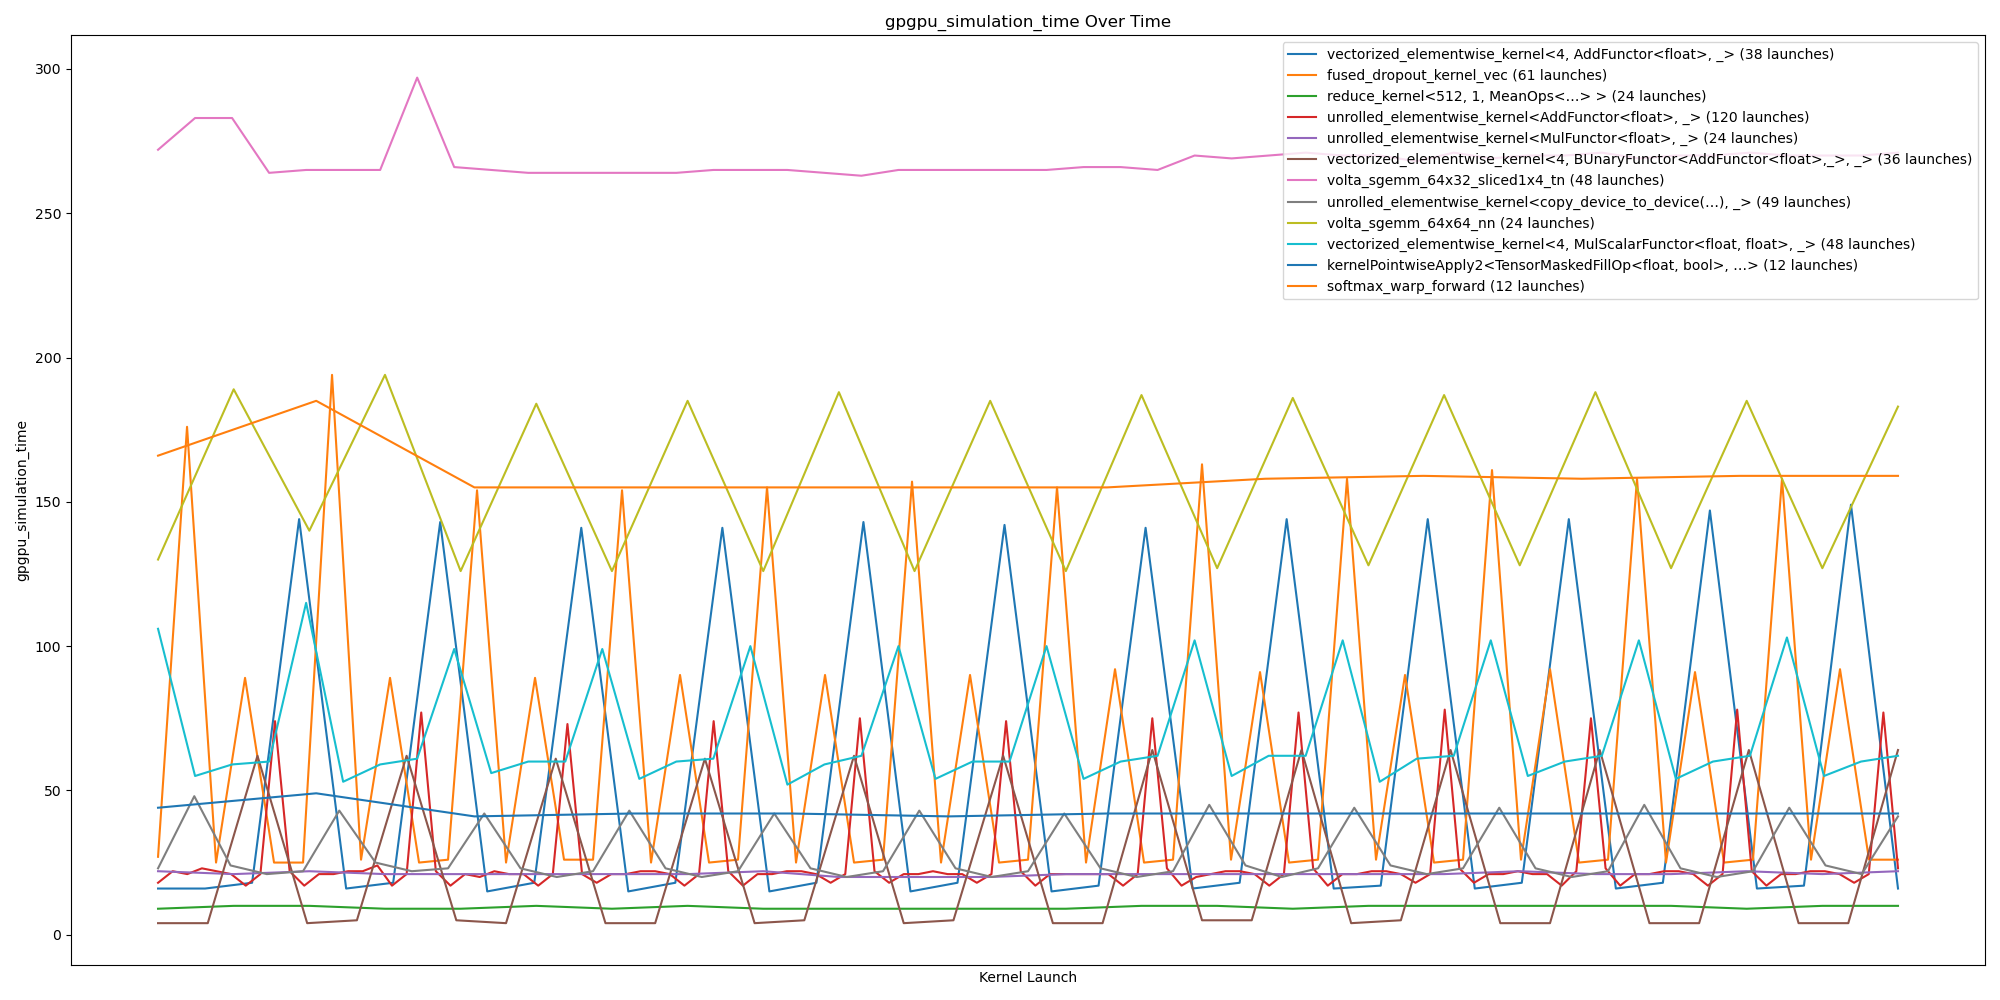 gpgpu_simulation_time Over Time
300
250
200
150
100
50
0
gpgpu_simulation_time
Kernel Launch
vectorized_elementwise_kernel<4, AddFunctor<float>, _> (38 launches)
fused_dropout_kernel_vec (61 launches)
reduce_kernel<512, 1, MeanOps<...> > (24 launches)
unrolled_elementwise_kernel<AddFunctor<float>, _> (120 launches)
unrolled_elementwise_kernel<MulFunctor<float>, _> (24 launches)
vectorized_elementwise_kernel<4, BUnaryFunctor<AddFunctor<float>,_>, _> (36 launches)
volta_sgemm_64x32_sliced1x4_tn (48 launches)
unrolled_elementwise_kernel<copy_device_to_device(...), _> (49 launches)
volta_sgemm_64x64_nn (24 launches)
vectorized_elementwise_kernel<4, MulScalarFunctor<float, float>, _> (48 launches)
kernelPointwiseApply2<TensorMaskedFillOp<float, bool>, ...> (12 launches)
softmax_warp_forward (12 launches)